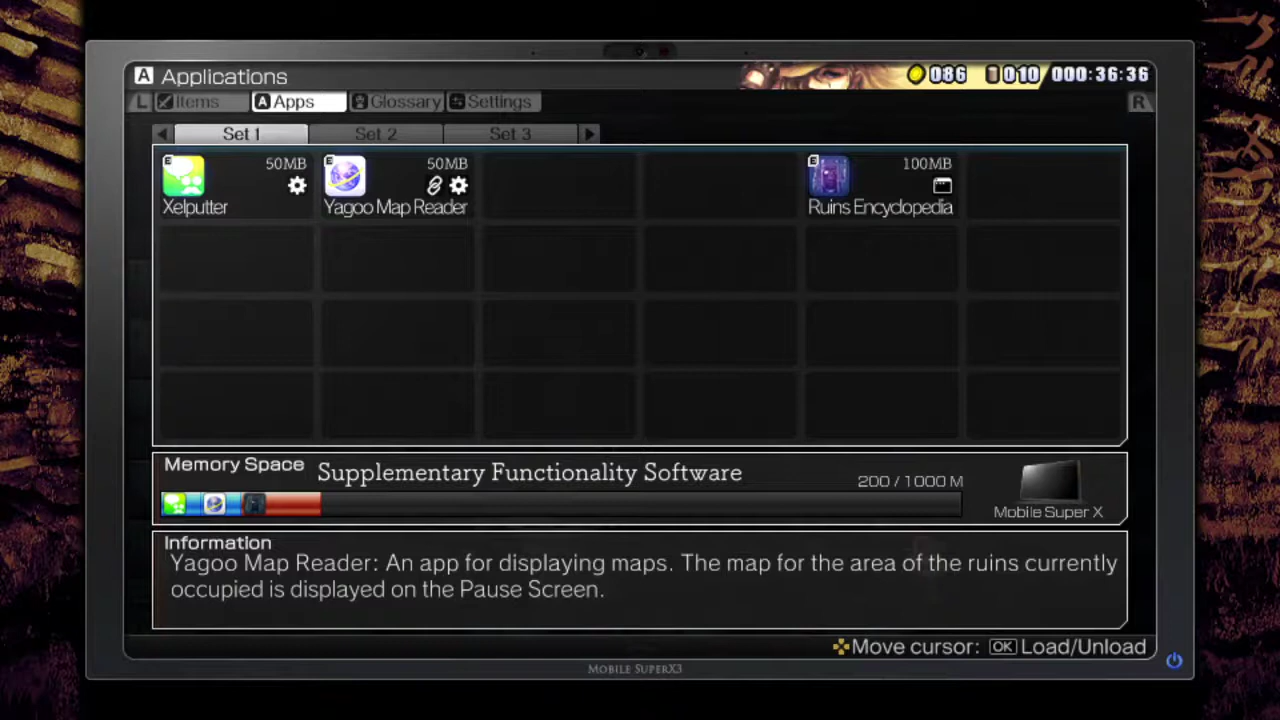 A Applications
086 010 000:36:36
L Items A Apps Glossary Settings R
Set 1 Set 2 Set 3
E 50MB E 50MB E 100MB
Xelputter Yagoo Map Reader Ruins Encyclopedia
Memory Space Supplementary Functionality Software 200 / 1000 M
Mobile Super X
Information
Yagoo Map Reader: An app for displaying maps. The map for the area of the ruins currently
occupied is displayed on the Pause Screen.
Move cursor: OK Load/Unload
MOBILE SUPERX3